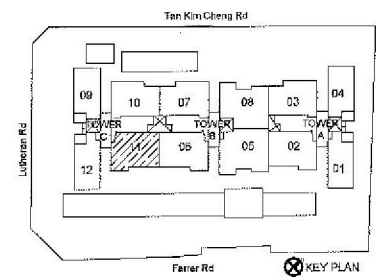 Tan Kim Cheng Rd
Lutheran Rd
09
10
07
08
03
04
TOWER C
TOWER B
TOWER A
12
11
06
05
02
01
Farrer Rd
KEY PLAN